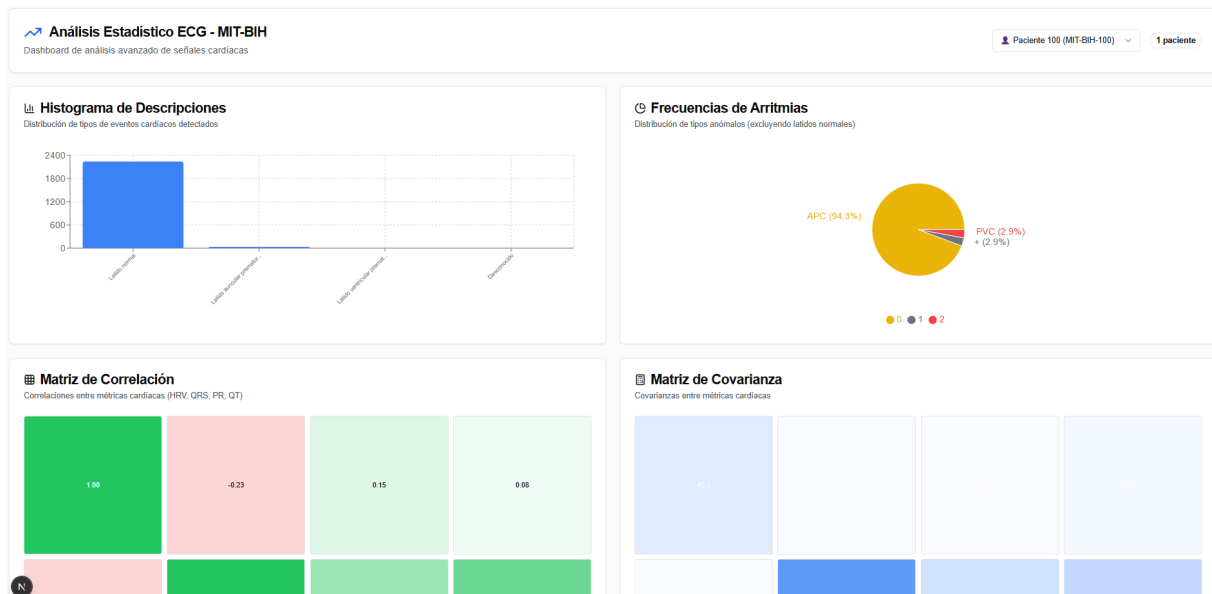 Análisis Estadístico ECG - MIT-BIH
Dashboard de análisis avanzado de señales cardíacas
Paciente 100 (MIT-BIH-100)
1 paciente
Histograma de Descripciones
Distribución de tipos de eventos cardíacos detectados
2400
1800
1200
600
0
Latido normal
Latido auricular prematur...
Latido ventricular premat...
Desconocido
Frecuencias de Arritmias
Distribución de tipos anómalos (excluyendo latidos normales)
APC (94.3%)
PVC (2.9%)
+ (2.9%)
0 1 2
Matriz de Correlación
Correlaciones entre métricas cardíacas (HRV, QRS, PR, QT)
1.00 -0.23 0.15 0.08
Matriz de Covarianza
Covarianzas entre métricas cardíacas
N